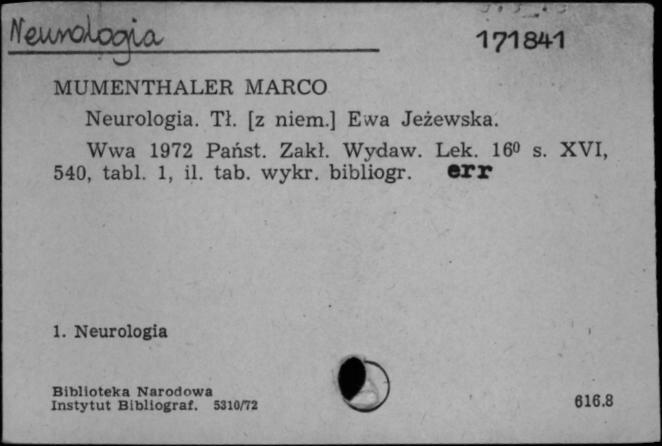 Neurologia
171841
MUMENTHALER MARCO
Neurologia. Tł. [z niem.] Ewa Jeżewska.
Wwa 1972 Państ. Zakł. Wydaw. Lek. 16⁰ s. XVI,
540, tabl. 1, il. tab. wykr. bibliogr. err
1. Neurologia
Biblioteka Narodowa
Instytut Bibliograf. 5310/72
616.8